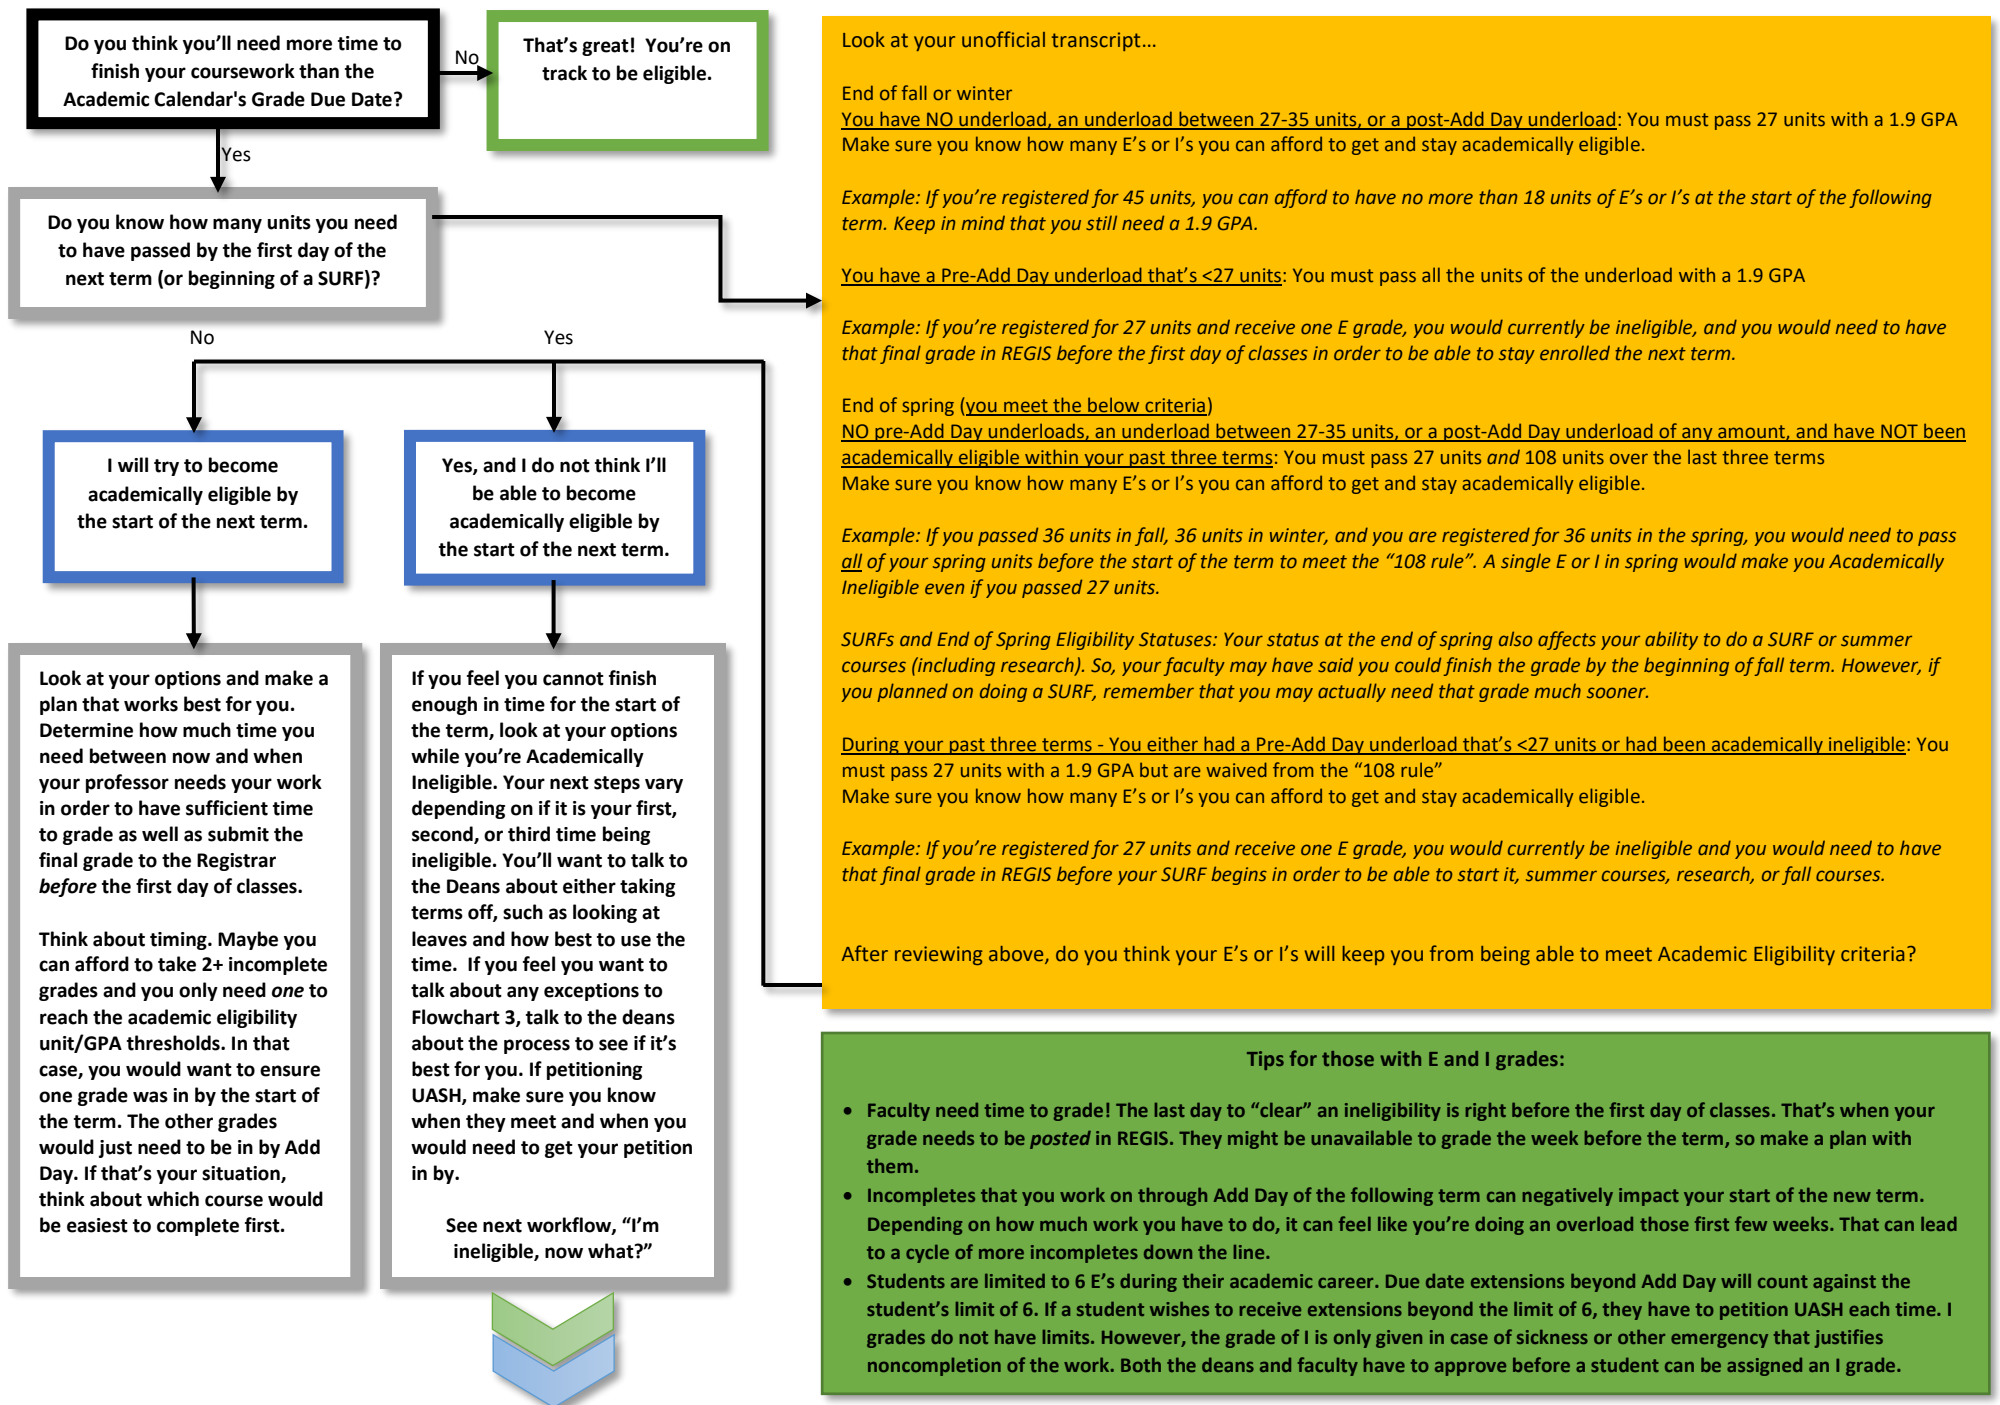 Do you think you'll need more time to
finish your coursework than the
Academic Calendar's Grade Due Date?
No
That's great!  You're on
track to be eligible.
Yes
Do you know how many units you need
to have passed by the first day of the
next term (or beginning of a SURF)?
No
Yes
I will try to become
academically eligible by
the start of the next term.
Yes, and I do not think I'll
be able to become
academically eligible by
the start of the next term.
Look at your options and make a
plan that works best for you.
Determine how much time you
need between now and when
your professor needs your work
in order to have sufficient time
to grade as well as submit the
final grade to the Registrar
before the first day of classes.
Think about timing. Maybe you
can afford to take 2+ incomplete
grades and you only need one to
reach the academic eligibility
unit/GPA thresholds. In that
case, you would want to ensure
one grade was in by the start of
the term. The other grades
would just need to be in by Add
Day. If that's your situation,
think about which course would
be easiest to complete first.
If you feel you cannot finish
enough in time for the start of
the term, look at your options
while you're Academically
Ineligible. Your next steps vary
depending on if it is your first,
second, or third time being
ineligible. You'll want to talk to
the Deans about either taking
terms off, such as looking at
leaves and how best to use the
time.  If you feel you want to
talk about any exceptions to
Flowchart 3, talk to the deans
about the process to see if it's
best for you. If petitioning
UASH, make sure you know
when they meet and when you
would need to get your petition
in by.
See next workflow, "I'm
ineligible, now what?"
Look at your unofficial transcript…
End of fall or winter
You have NO underload, an underload between 27-35 units, or a post-Add Day underload: You must pass 27 units with a 1.9 GPA
Make sure you know how many E's or I's you can afford to get and stay academically eligible.
Example: If you're registered for 45 units, you can afford to have no more than 18 units of E's or I's at the start of the following
term. Keep in mind that you still need a 1.9 GPA.
You have a Pre-Add Day underload that's <27 units: You must pass all the units of the underload with a 1.9 GPA
Example: If you're registered for 27 units and receive one E grade, you would currently be ineligible, and you would need to have
that final grade in REGIS before the first day of classes in order to be able to stay enrolled the next term.
End of spring (you meet the below criteria)
NO pre-Add Day underloads, an underload between 27-35 units, or a post-Add Day underload of any amount, and have NOT been
academically eligible within your past three terms: You must pass 27 units and 108 units over the last three terms
Make sure you know how many E's or I's you can afford to get and stay academically eligible.
Example: If you passed 36 units in fall, 36 units in winter, and you are registered for 36 units in the spring, you would need to pass
all of your spring units before the start of the term to meet the "108 rule". A single E or I in spring would make you Academically
Ineligible even if you passed 27 units.
SURFs and End of Spring Eligibility Statuses: Your status at the end of spring also affects your ability to do a SURF or summer
courses (including research). So, your faculty may have said you could finish the grade by the beginning of fall term. However, if
you planned on doing a SURF, remember that you may actually need that grade much sooner.
During your past three terms - You either had a Pre-Add Day underload that's <27 units or had been academically ineligible: You
must pass 27 units with a 1.9 GPA but are waived from the "108 rule"
Make sure you know how many E's or I's you can afford to get and stay academically eligible.
Example: If you're registered for 27 units and receive one E grade, you would currently be ineligible and you would need to have
that final grade in REGIS before your SURF begins in order to be able to start it, summer courses, research, or fall courses.
After reviewing above, do you think your E's or I's will keep you from being able to meet Academic Eligibility criteria?
Tips for those with E and I grades:
• Faculty need time to grade! The last day to "clear" an ineligibility is right before the first day of classes. That's when your
grade needs to be posted in REGIS. They might be unavailable to grade the week before the term, so make a plan with
them.
• Incompletes that you work on through Add Day of the following term can negatively impact your start of the new term.
Depending on how much work you have to do, it can feel like you're doing an overload those first few weeks. That can lead
to a cycle of more incompletes down the line.
• Students are limited to 6 E's during their academic career. Due date extensions beyond Add Day will count against the
student's limit of 6. If a student wishes to receive extensions beyond the limit of 6, they have to petition UASH each time. I
grades do not have limits. However, the grade of I is only given in case of sickness or other emergency that justifies
noncompletion of the work. Both the deans and faculty have to approve before a student can be assigned an I grade.